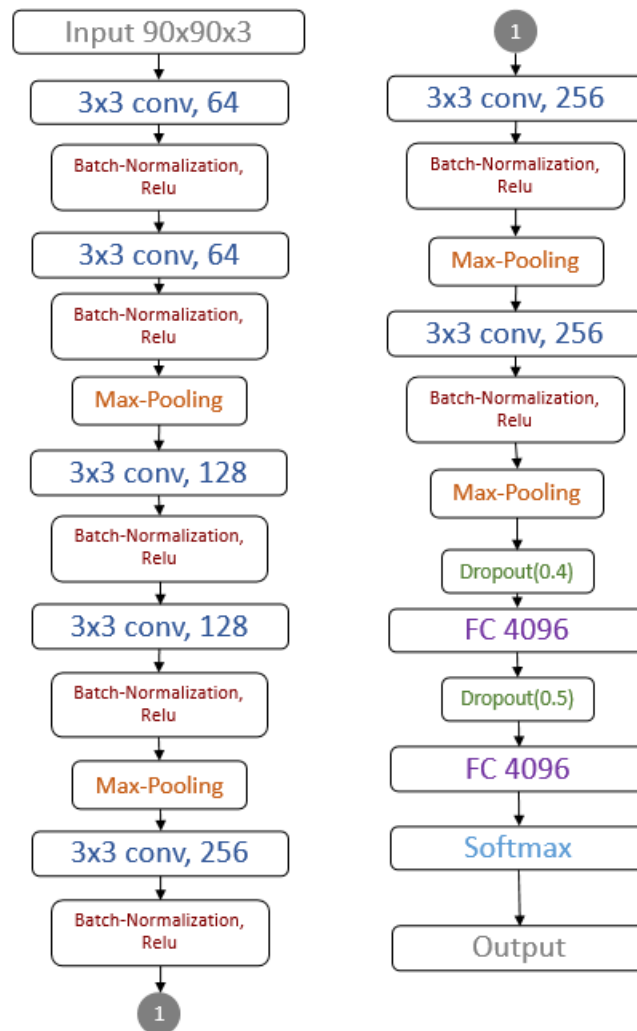 Input 90x90x3
3x3 conv, 64
Batch-Normalization,
Relu
3x3 conv, 64
Batch-Normalization,
Relu
Max-Pooling
3x3 conv, 128
Batch-Normalization,
Relu
3x3 conv, 128
Batch-Normalization,
Relu
Max-Pooling
3x3 conv, 256
Batch-Normalization,
Relu
1
1
3x3 conv, 256
Batch-Normalization,
Relu
Max-Pooling
3x3 conv, 256
Batch-Normalization,
Relu
Max-Pooling
Dropout(0.4)
FC 4096
Dropout(0.5)
FC 4096
Softmax
Output